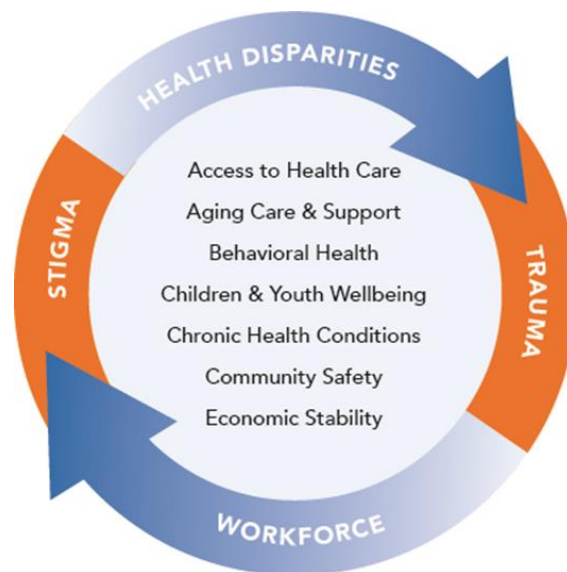 HEALTH DISPARITIES
Access to Health Care
Aging Care & Support
Behavioral Health
Children & Youth Wellbeing
Chronic Health Conditions
Community Safety
Economic Stability
STIGMA
TRAUMA
WORKFORCE